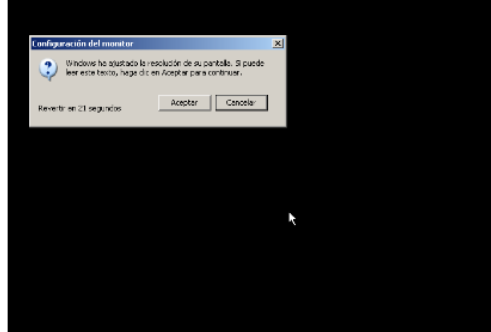 Configuración del monitor
Windows ha ajustado la resolución de su pantalla. Si puede
leer este texto, haga clic en Aceptar para continuar.
Revertir en 21 segundos
Aceptar
Cancelar